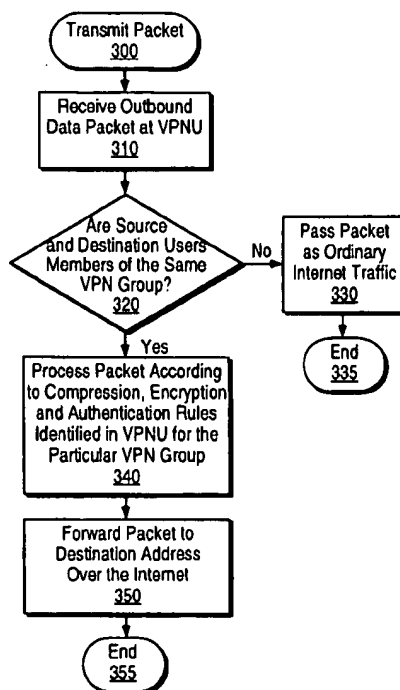 Transmit Packet
300
Receive Outbound
Data Packet at VPNU
310
Are Source
and Destination Users
Members of the Same
VPN Group?
320
No
Pass Packet
as Ordinary
Internet Traffic
330
End
335
Yes
Process Packet According
to Compression, Encryption
and Authentication Rules
Identified in VPNU for the
Particular VPN Group
340
Forward Packet to
Destination Address
Over the Internet
350
End
355